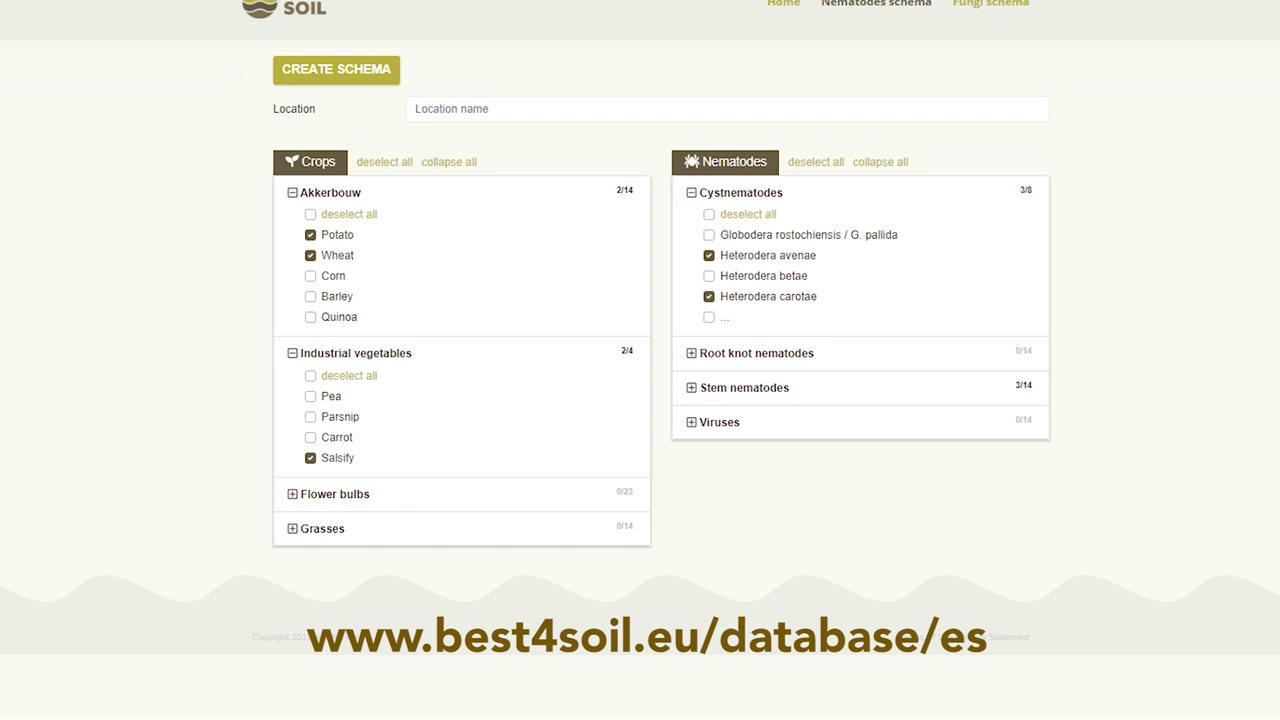 SOIL
Home Nematodes schema Fungi schema
CREATE SCHEMA
Location Location name
Crops deselect all collapse all
Akkerbouw 2/14
deselect all
Potato
Wheat
Corn
Barley
Quinoa
Industrial vegetables 2/4
deselect all
Pea
Parsnip
Carrot
Salsify
Flower bulbs 0/23
Grasses 0/14
Nematodes deselect all collapse all
Cystnematodes 3/8
deselect all
Globodera rostochiensis / G. pallida
Heterodera avenae
Heterodera betae
Heterodera carotae
...
Root knot nematodes 0/14
Stem nematodes 3/14
Viruses 0/14
Copyright Statement
www.best4soil.eu/database/es